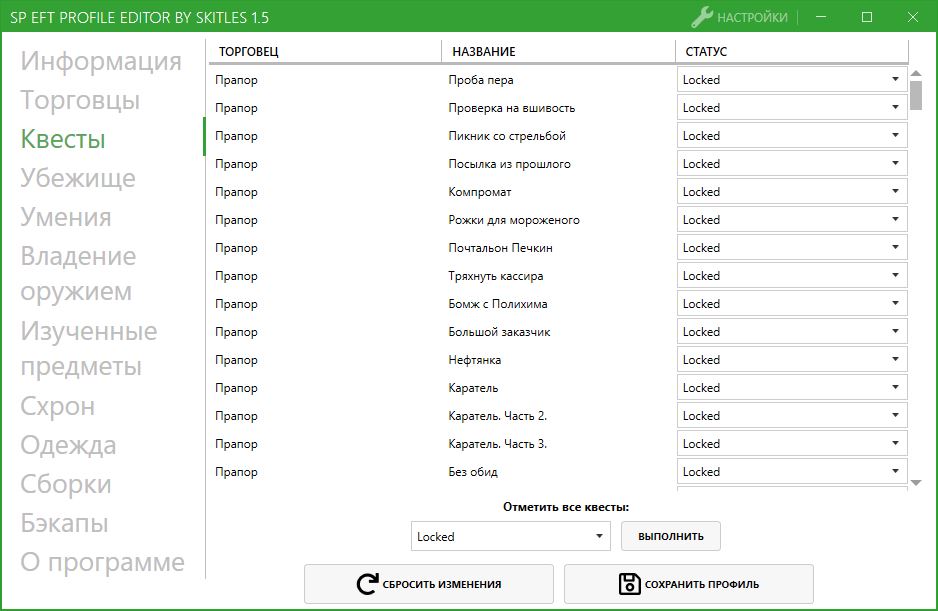 SP EFT PROFILE EDITOR BY SKITLES 1.5
НАСТРОЙКИ
Информация
Торговцы
Квесты
Убежище
Умения
Владение
оружием
Изученные
предметы
Схрон
Одежда
Сборки
Бэкапы
О программе
ТОРГОВЕЦ НАЗВАНИЕ СТАТУС
Прапор Проба пера Locked
Прапор Проверка на вшивость Locked
Прапор Пикник со стрельбой Locked
Прапор Посылка из прошлого Locked
Прапор Компромат Locked
Прапор Рожки для мороженого Locked
Прапор Почтальон Печкин Locked
Прапор Тряхнуть кассира Locked
Прапор Бомж с Полихима Locked
Прапор Большой заказчик Locked
Прапор Нефтянка Locked
Прапор Каратель Locked
Прапор Каратель. Часть 2. Locked
Прапор Каратель. Часть 3. Locked
Прапор Без обид Locked
Отметить все квесты:
Locked ВЫПОЛНИТЬ
СБРОСИТЬ ИЗМЕНЕНИЯ СОХРАНИТЬ ПРОФИЛЬ